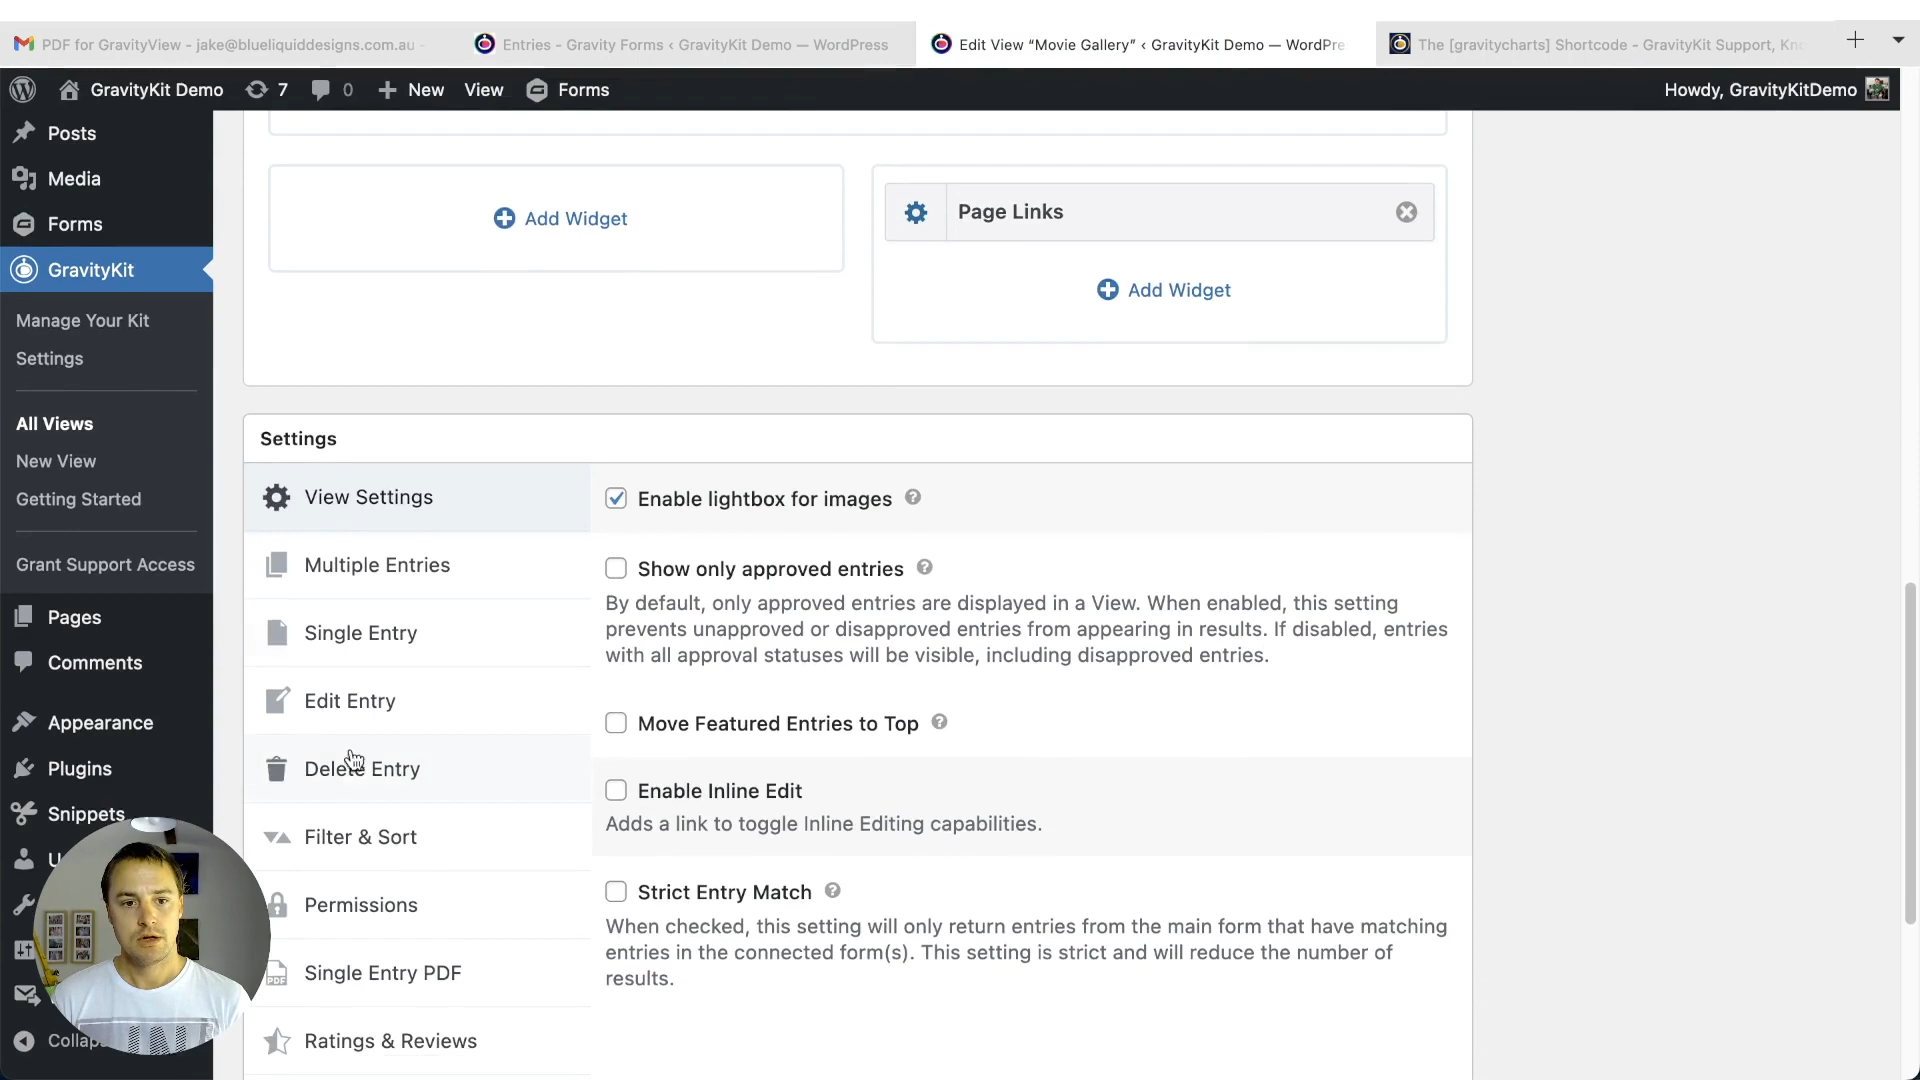 PDF for GravityView - jake@blueliquiddesigns.com.au -
Entries - Gravity Forms ‹ GravityKit Demo — WordPress
Edit View “Movie Gallery” ‹ GravityKit Demo — WordPre
The [gravitycharts] Shortcode - GravityKit Support, Kno
GravityKit Demo
7
0
New
View
Forms
Howdy, GravityKitDemo
Posts
Media
Forms
GravityKit
Manage Your Kit
Settings
All Views
New View
Getting Started
Grant Support Access
Pages
Comments
Appearance
Plugins
Snippets
Add Widget
Page Links
Add Widget
Settings
View Settings
Multiple Entries
Single Entry
Edit Entry
Delete Entry
Filter & Sort
Permissions
Single Entry PDF
Ratings & Reviews
Enable lightbox for images
Show only approved entries
By default, only approved entries are displayed in a View. When enabled, this setting
prevents unapproved or disapproved entries from appearing in results. If disabled, entries
with all approval statuses will be visible, including disapproved entries.
Move Featured Entries to Top
Enable Inline Edit
Adds a link to toggle Inline Editing capabilities.
Strict Entry Match
When checked, this setting will only return entries from the main form that have matching
entries in the connected form(s). This setting is strict and will reduce the number of
results.